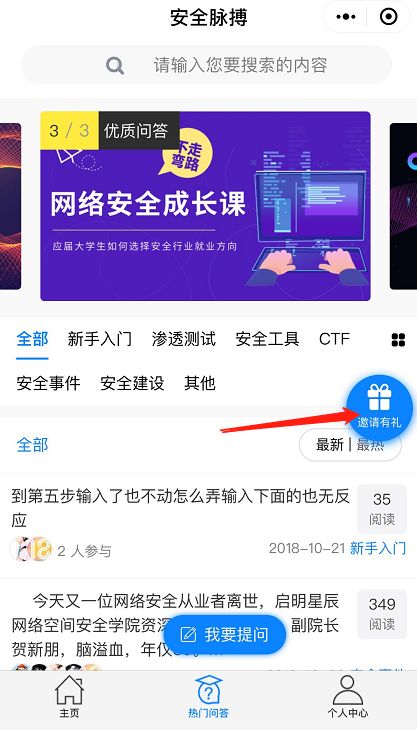 安全脉搏
请输入您要搜索的内容
3 / 3 优质问答
不走
弯路
网络安全成长课
应届大学生如何选择安全行业就业方向
全部 新手入门 渗透测试 安全工具 CTF
安全事件 安全建设 其他
邀请有礼
全部
最新 | 最热
到第五步输入了也不动怎么弄输入下面的也无反
应
35
阅读
2 人参与
2018-10-21 新手入门
今天又一位网络安全从业者离世，启明星辰
网络空间安全学院资深
副院长
贺新朋，脑溢血，年仅
349
阅读
我要提问
主页
热门问答
个人中心